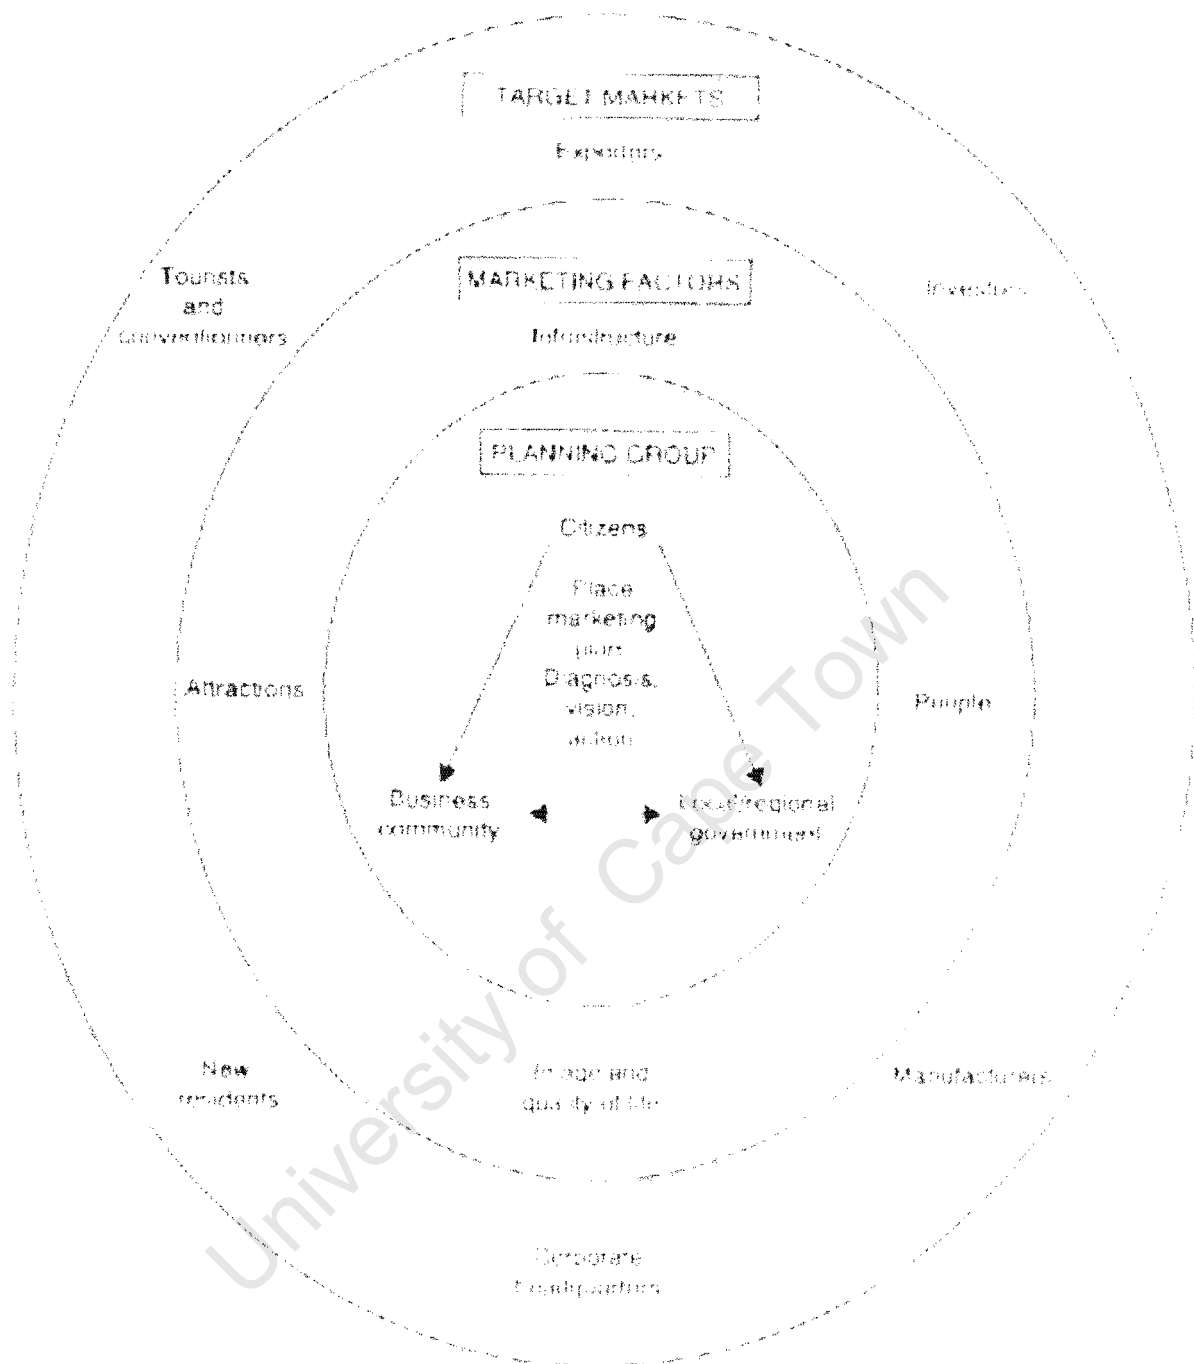 TARGET MARKETS
Exporters
Tourists
and
conventioneers
MARKETING FACTORS
Investors
Infrastructure
PLANNING GROUP
Citizens
Place
marketing
plan:
Diagnosis,
vision,
action
Attractions
People
Business
community
Local/regional
government
New
residents
Image and
quality of life
Manufacturers
Corporate
headquarters
University of Cape Town